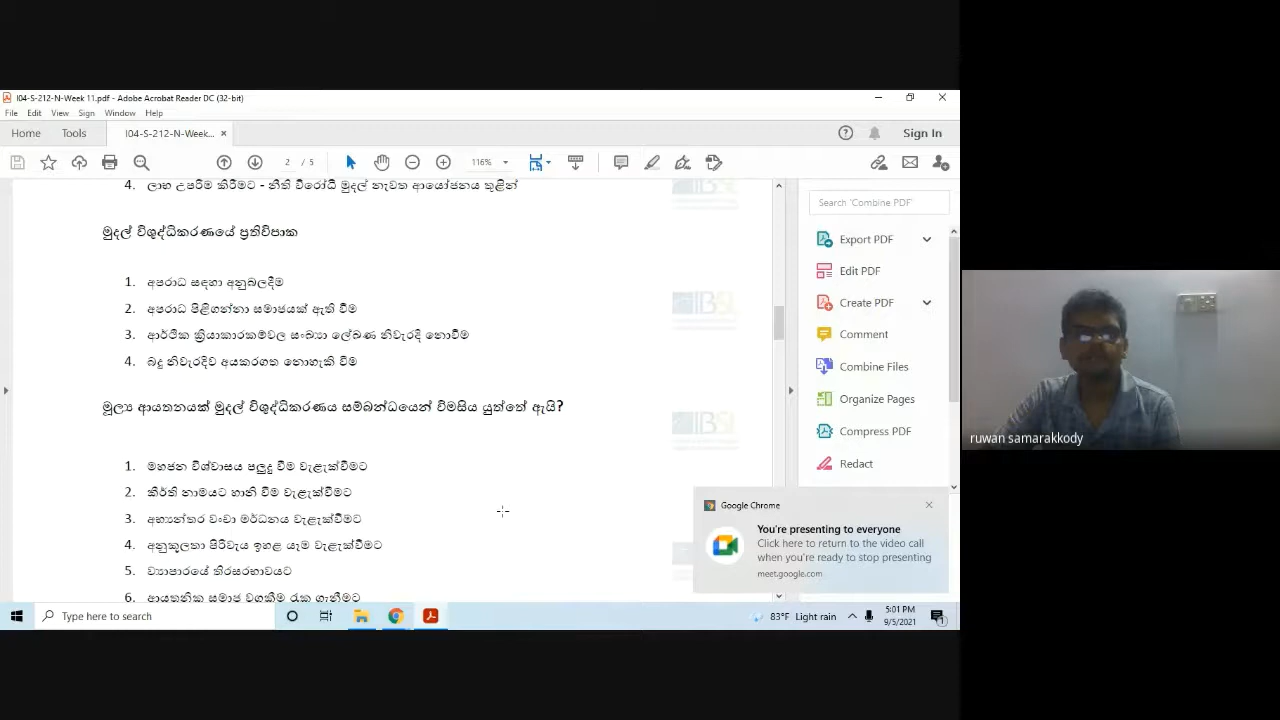 I04-S-212-N-Week 11.pdf - Adobe Acrobat Reader DC (32-bit)
File Edit View Sign Window Help
Home Tools I04-S-212-N-Week... × Sign In
2 / 5 116%
4. ලාභ උපරිම කිරීමට - නීති විරෝධී මුදල් නැවත ආයෝජනය තුළින්
මුදල් විශුද්ධිකරණයේ ප්‍රතිවිපාක
1. අපරාධ සඳහා අනුබලදීම
2. අපරාධ පිළිගන්නා සමාජයක් ඇති වීම
3. ආර්ථික ක්‍රියාකාරකම්වල සංඛ්‍යා ලේඛණ නිවැරදි නොවීම
4. බදු නිවැරදිව අයකරගත නොහැකි වීම
මූල්‍ය ආයතනයක් මුදල් විශුද්ධිකරණය සම්බන්ධයෙන් විමසිය යුත්තේ ඇයි?
1. මහජන විශ්වාසය පලුදු වීම වැළැක්වීමට
2. කීර්ති නාමයට හානි වීම වැළැක්වීමට
3. අභ්‍යන්තර වංචා මර්ධනය වැළැක්වීමට
4. අනුකූලතා පිරිවැය ඉහළ යෑම වැළැක්වීමට
5. ව්‍යාපාරයේ තිරසරභාවයට
6. ආයතනික සමාජ වගකීම රැක ගැනීමට
IBSL
Search 'Combine PDF'
Export PDF
Edit PDF
Create PDF
Comment
Combine Files
Organize Pages
Compress PDF
Redact
Google Chrome
You're presenting to everyone
Click here to return to the video call
when you're ready to stop presenting
meet.google.com
Type here to search
83°F Light rain
5:01 PM
9/5/2021
1
ruwan samarakkody